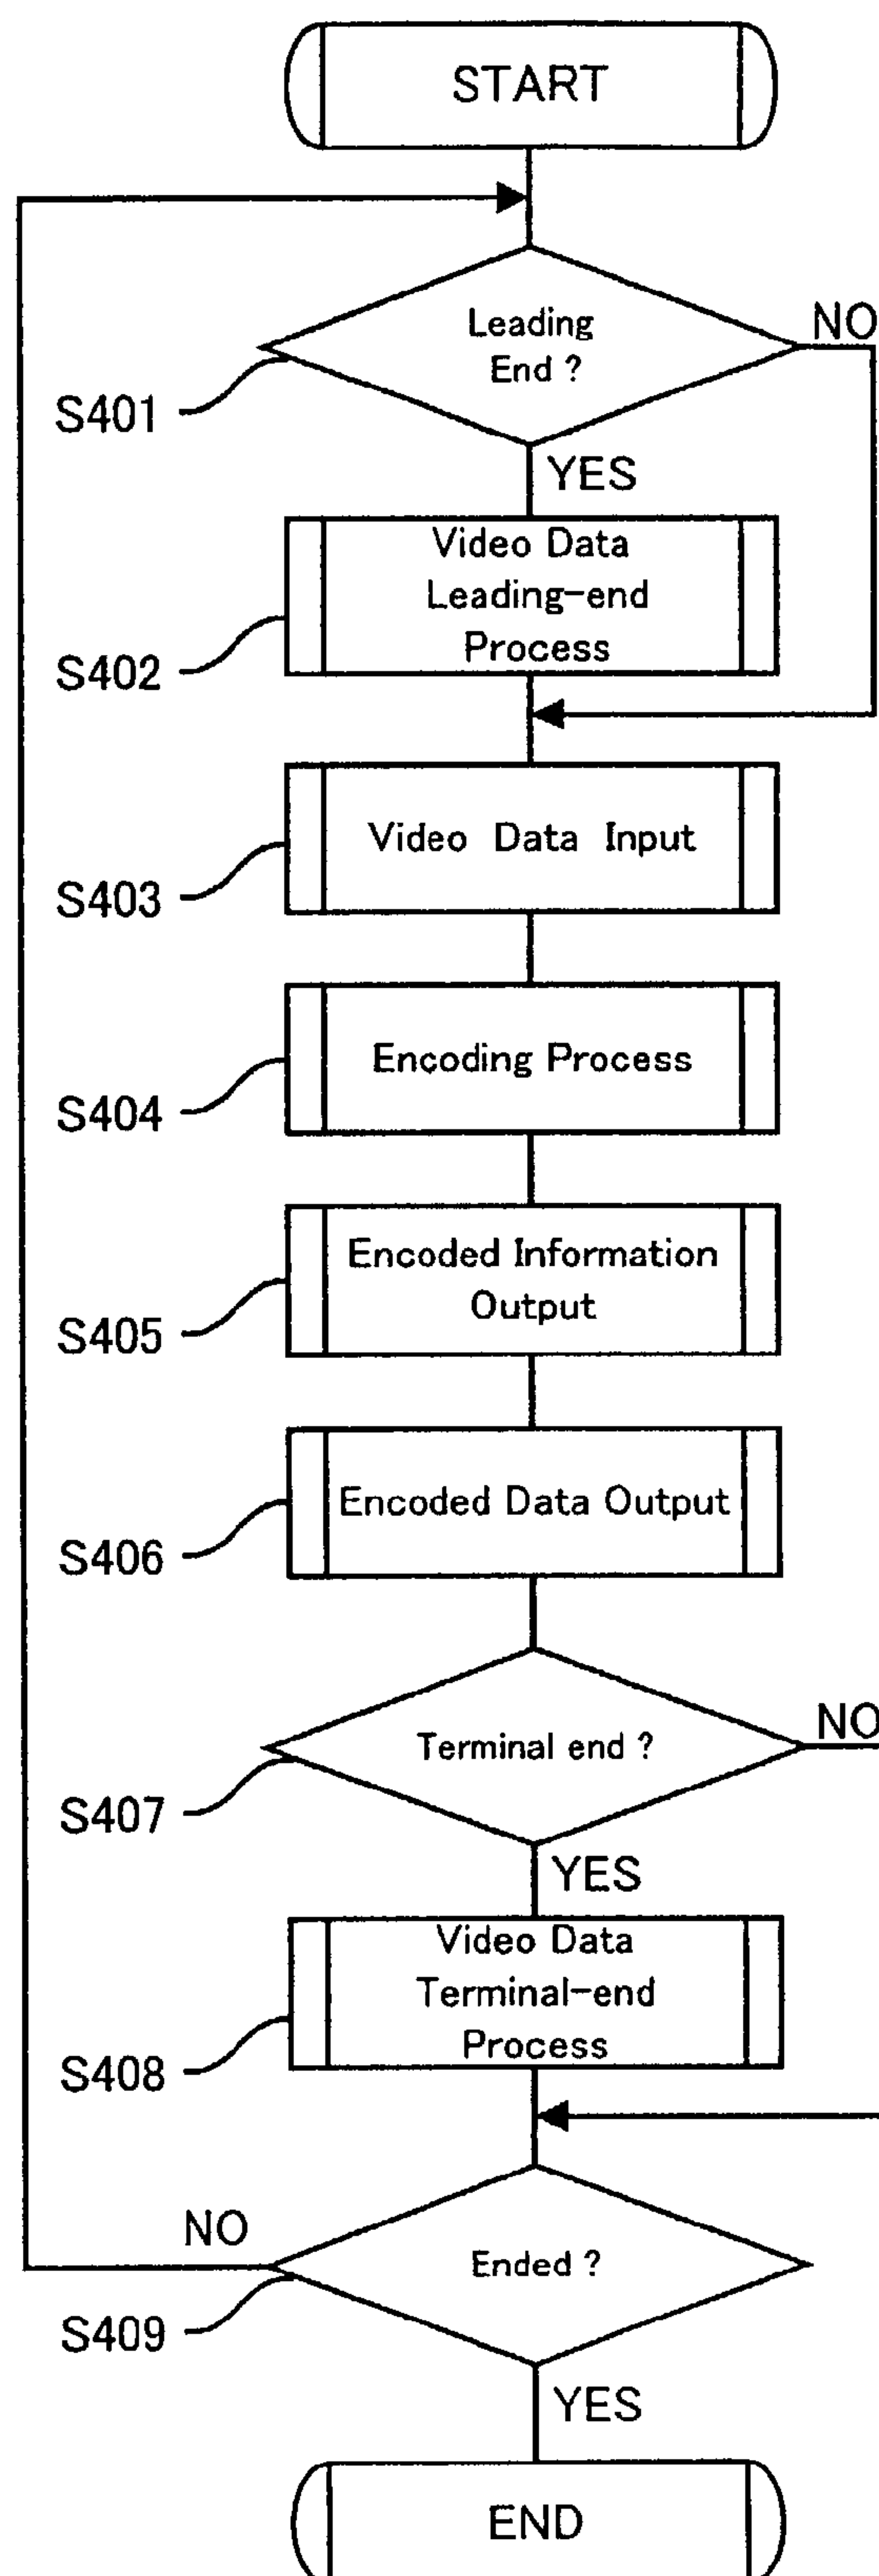 START
Leading
End ?
NO
S401
YES
Video Data
Leading-end
Process
S402
Video Data Input
S403
Encoding Process
S404
Encoded Information
Output
S405
Encoded Data Output
S406
Terminal end ?
NO
S407
YES
Video Data
Terminal-end
Process
S408
NO
Ended ?
S409
YES
END